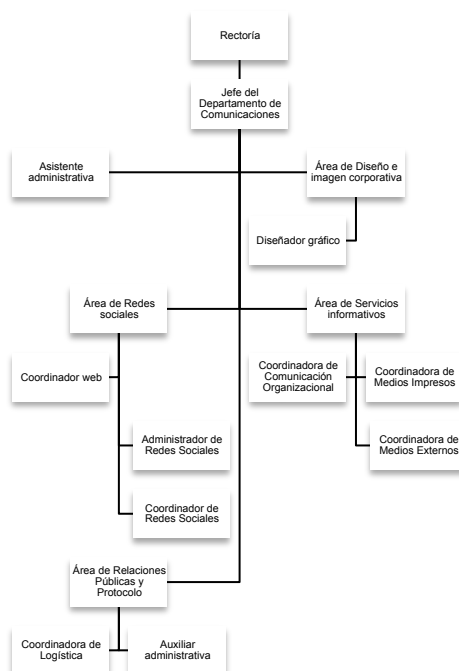 Rectoría
Jefe del
Departamento de
Comunicaciones
Asistente
administrativa
Área de Diseño e
imagen corporativa
Diseñador gráfico
Área de Redes
sociales
Área de Servicios
informativos
Coordinador web
Coordinadora de
Comunicación
Organizacional
Coordinadora de
Medios Impresos
Administrador de
Redes Sociales
Coordinadora de
Medios Externos
Coordinador de
Redes Sociales
Área de Relaciones
Públicas y
Protocolo
Coordinadora de
Logística
Auxiliar
administrativa